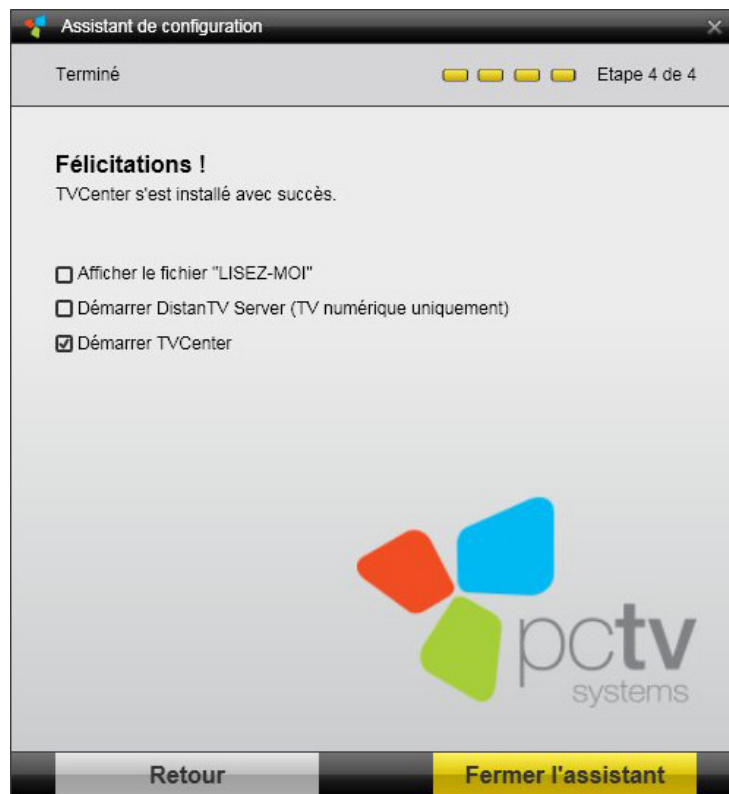 Assistant de configuration
Terminé
Etape 4 de 4
Félicitations !
TVCenter s'est installé avec succès.
Afficher le fichier "LISEZ-MOI"
Démarrer DistanTV Server (TV numérique uniquement)
Démarrer TVCenter
pctv
systems
Retour
Fermer l'assistant